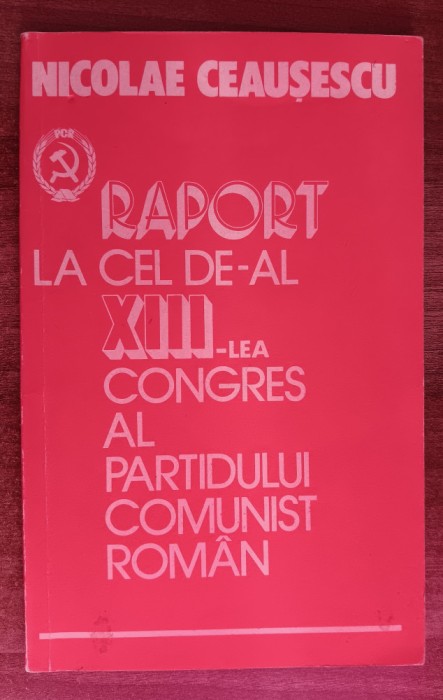 NICOLAE CEAUȘESCU
PCR
RAPORT
LA CEL DE-AL
XIII-LEA
CONGRES
AL
PARTIDULUI
COMUNIST
ROMÂN